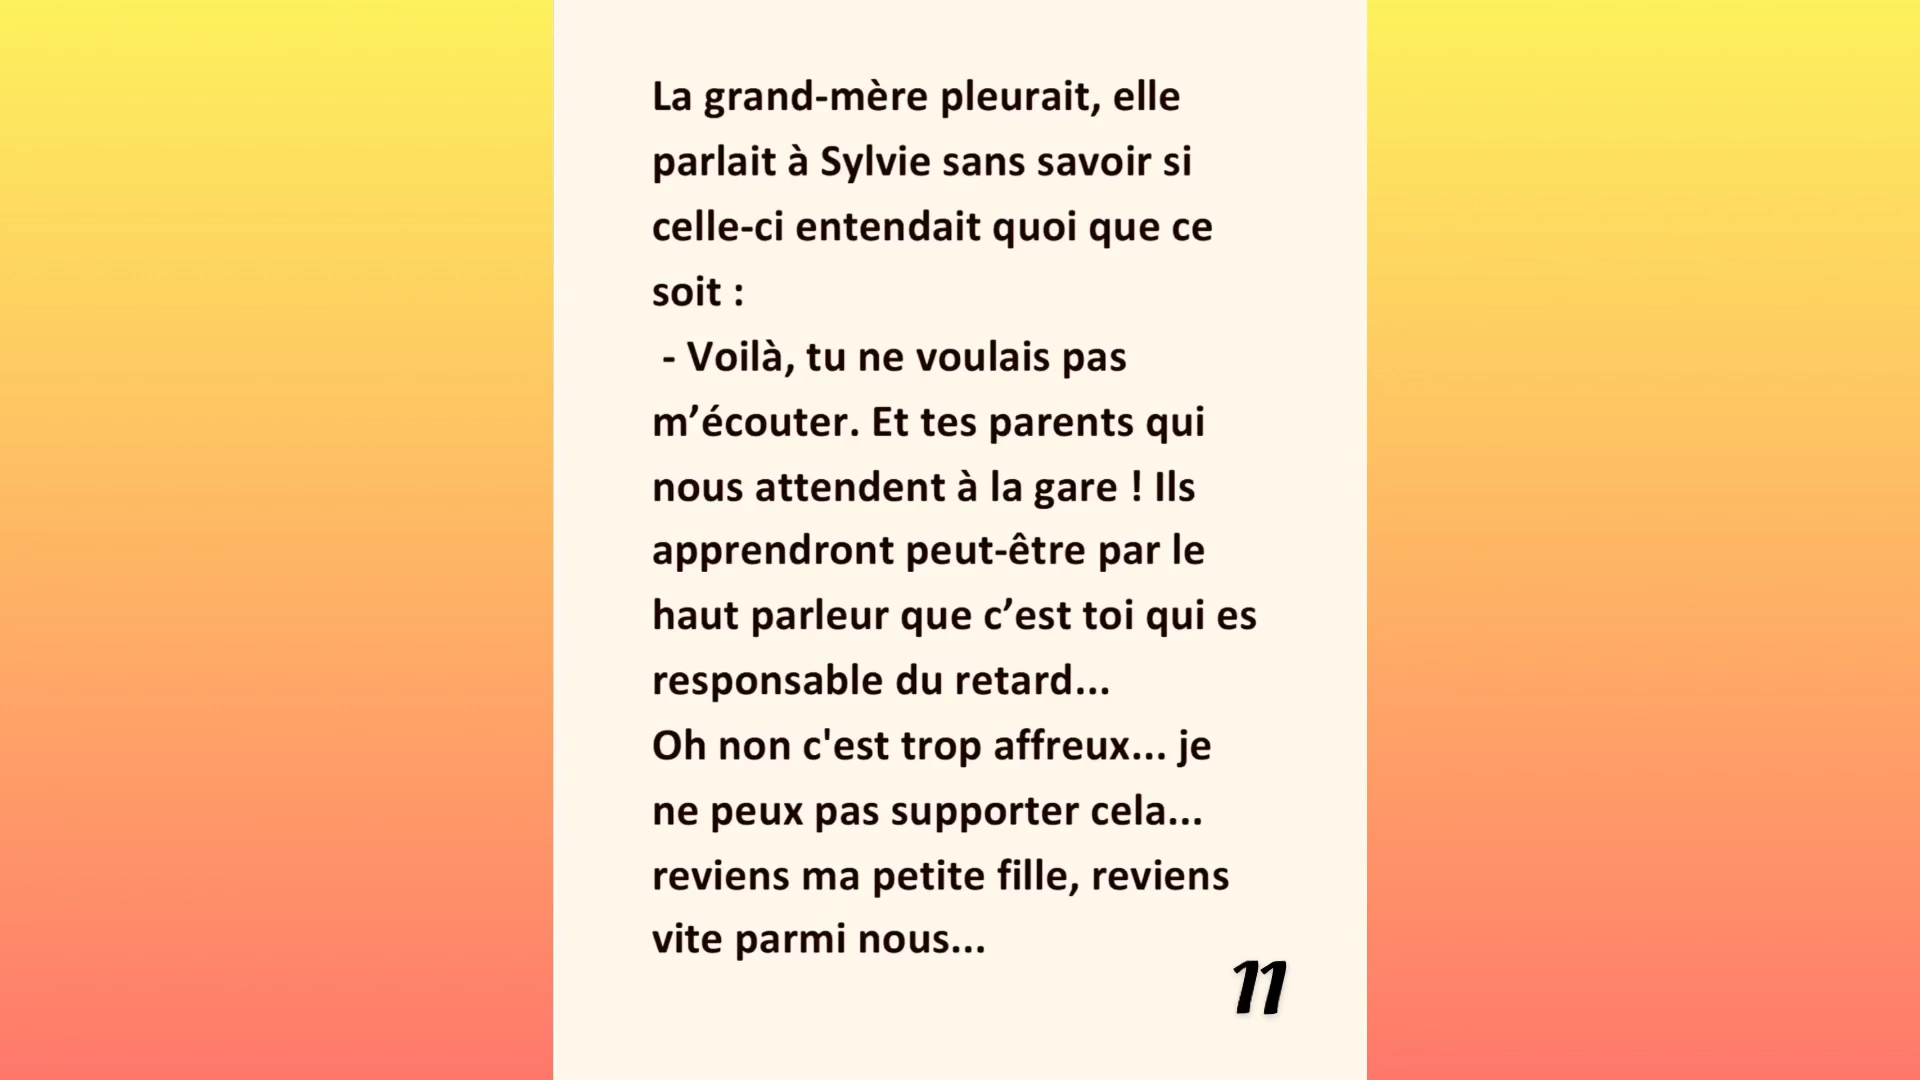 La grand-mère pleurait, elle
parlait à Sylvie sans savoir si
celle-ci entendait quoi que ce
soit :
- Voilà, tu ne voulais pas
m’écouter. Et tes parents qui
nous attendent à la gare ! Ils
apprendront peut-être par le
haut parleur que c’est toi qui es
responsable du retard...
Oh non c'est trop affreux... je
ne peux pas supporter cela...
reviens ma petite fille, reviens
vite parmi nous...
11